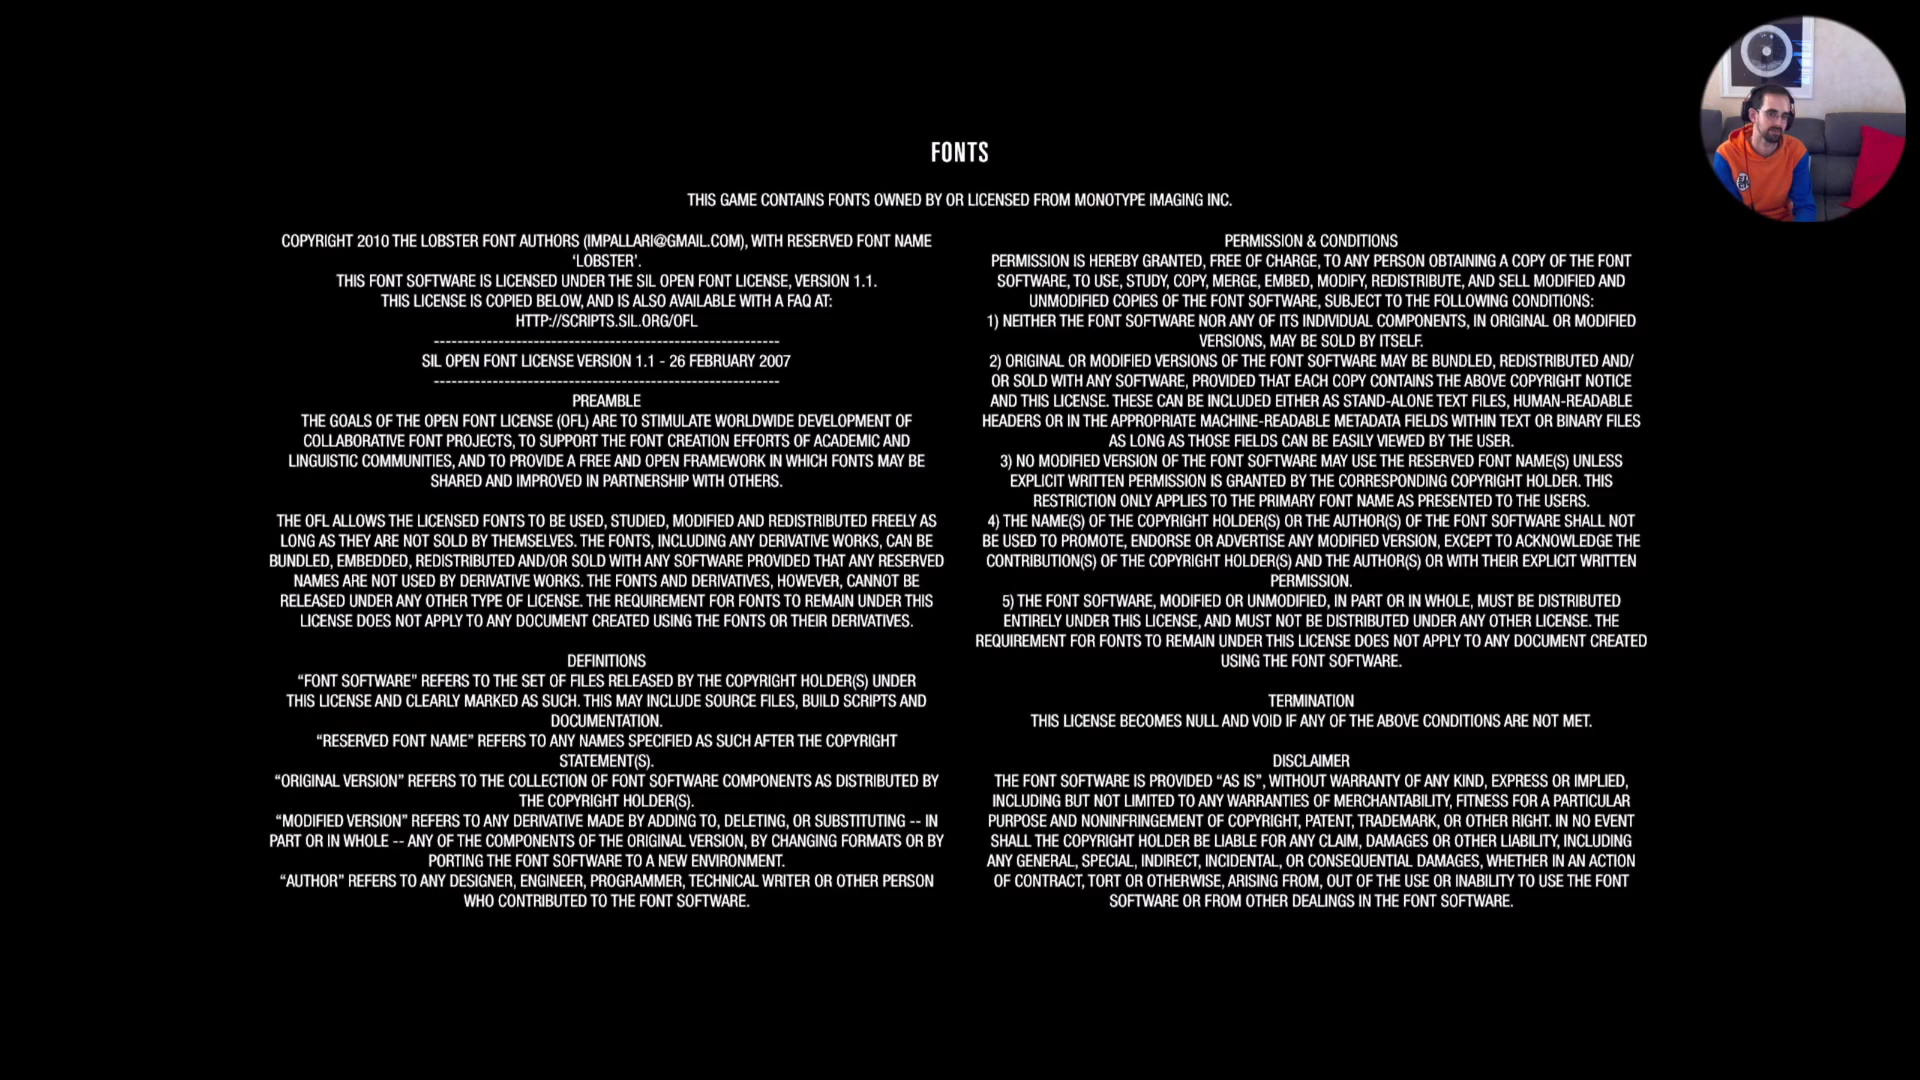 FONTS
THIS GAME CONTAINS FONTS OWNED BY OR LICENSED FROM MONOTYPE IMAGING INC.
COPYRIGHT 2010 THE LOBSTER FONT AUTHORS (IMPALLARI@GMAIL.COM), WITH RESERVED FONT NAME
‘LOBSTER’.
THIS FONT SOFTWARE IS LICENSED UNDER THE SIL OPEN FONT LICENSE, VERSION 1.1.
THIS LICENSE IS COPIED BELOW, AND IS ALSO AVAILABLE WITH A FAQ AT:
HTTP://SCRIPTS.SIL.ORG/OFL
-----------------------------------------------------------
SIL OPEN FONT LICENSE VERSION 1.1 - 26 FEBRUARY 2007
-----------------------------------------------------------
PREAMBLE
THE GOALS OF THE OPEN FONT LICENSE (OFL) ARE TO STIMULATE WORLDWIDE DEVELOPMENT OF
COLLABORATIVE FONT PROJECTS, TO SUPPORT THE FONT CREATION EFFORTS OF ACADEMIC AND
LINGUISTIC COMMUNITIES, AND TO PROVIDE A FREE AND OPEN FRAMEWORK IN WHICH FONTS MAY BE
SHARED AND IMPROVED IN PARTNERSHIP WITH OTHERS.
THE OFL ALLOWS THE LICENSED FONTS TO BE USED, STUDIED, MODIFIED AND REDISTRIBUTED FREELY AS
LONG AS THEY ARE NOT SOLD BY THEMSELVES. THE FONTS, INCLUDING ANY DERIVATIVE WORKS, CAN BE
BUNDLED, EMBEDDED, REDISTRIBUTED AND/OR SOLD WITH ANY SOFTWARE PROVIDED THAT ANY RESERVED
NAMES ARE NOT USED BY DERIVATIVE WORKS. THE FONTS AND DERIVATIVES, HOWEVER, CANNOT BE
RELEASED UNDER ANY OTHER TYPE OF LICENSE. THE REQUIREMENT FOR FONTS TO REMAIN UNDER THIS
LICENSE DOES NOT APPLY TO ANY DOCUMENT CREATED USING THE FONTS OR THEIR DERIVATIVES.
DEFINITIONS
“FONT SOFTWARE” REFERS TO THE SET OF FILES RELEASED BY THE COPYRIGHT HOLDER(S) UNDER
THIS LICENSE AND CLEARLY MARKED AS SUCH. THIS MAY INCLUDE SOURCE FILES, BUILD SCRIPTS AND
DOCUMENTATION.
“RESERVED FONT NAME” REFERS TO ANY NAMES SPECIFIED AS SUCH AFTER THE COPYRIGHT
STATEMENT(S).
“ORIGINAL VERSION” REFERS TO THE COLLECTION OF FONT SOFTWARE COMPONENTS AS DISTRIBUTED BY
THE COPYRIGHT HOLDER(S).
“MODIFIED VERSION” REFERS TO ANY DERIVATIVE MADE BY ADDING TO, DELETING, OR SUBSTITUTING -- IN
PART OR IN WHOLE -- ANY OF THE COMPONENTS OF THE ORIGINAL VERSION, BY CHANGING FORMATS OR BY
PORTING THE FONT SOFTWARE TO A NEW ENVIRONMENT.
“AUTHOR” REFERS TO ANY DESIGNER, ENGINEER, PROGRAMMER, TECHNICAL WRITER OR OTHER PERSON
WHO CONTRIBUTED TO THE FONT SOFTWARE.
PERMISSION & CONDITIONS
PERMISSION IS HEREBY GRANTED, FREE OF CHARGE, TO ANY PERSON OBTAINING A COPY OF THE FONT
SOFTWARE, TO USE, STUDY, COPY, MERGE, EMBED, MODIFY, REDISTRIBUTE, AND SELL MODIFIED AND
UNMODIFIED COPIES OF THE FONT SOFTWARE, SUBJECT TO THE FOLLOWING CONDITIONS:
1) NEITHER THE FONT SOFTWARE NOR ANY OF ITS INDIVIDUAL COMPONENTS, IN ORIGINAL OR MODIFIED
VERSIONS, MAY BE SOLD BY ITSELF.
2) ORIGINAL OR MODIFIED VERSIONS OF THE FONT SOFTWARE MAY BE BUNDLED, REDISTRIBUTED AND/
OR SOLD WITH ANY SOFTWARE, PROVIDED THAT EACH COPY CONTAINS THE ABOVE COPYRIGHT NOTICE
AND THIS LICENSE. THESE CAN BE INCLUDED EITHER AS STAND-ALONE TEXT FILES, HUMAN-READABLE
HEADERS OR IN THE APPROPRIATE MACHINE-READABLE METADATA FIELDS WITHIN TEXT OR BINARY FILES
AS LONG AS THOSE FIELDS CAN BE EASILY VIEWED BY THE USER.
3) NO MODIFIED VERSION OF THE FONT SOFTWARE MAY USE THE RESERVED FONT NAME(S) UNLESS
EXPLICIT WRITTEN PERMISSION IS GRANTED BY THE CORRESPONDING COPYRIGHT HOLDER. THIS
RESTRICTION ONLY APPLIES TO THE PRIMARY FONT NAME AS PRESENTED TO THE USERS.
4) THE NAME(S) OF THE COPYRIGHT HOLDER(S) OR THE AUTHOR(S) OF THE FONT SOFTWARE SHALL NOT
BE USED TO PROMOTE, ENDORSE OR ADVERTISE ANY MODIFIED VERSION, EXCEPT TO ACKNOWLEDGE THE
CONTRIBUTION(S) OF THE COPYRIGHT HOLDER(S) AND THE AUTHOR(S) OR WITH THEIR EXPLICIT WRITTEN
PERMISSION.
5) THE FONT SOFTWARE, MODIFIED OR UNMODIFIED, IN PART OR IN WHOLE, MUST BE DISTRIBUTED
ENTIRELY UNDER THIS LICENSE, AND MUST NOT BE DISTRIBUTED UNDER ANY OTHER LICENSE. THE
REQUIREMENT FOR FONTS TO REMAIN UNDER THIS LICENSE DOES NOT APPLY TO ANY DOCUMENT CREATED
USING THE FONT SOFTWARE.
TERMINATION
THIS LICENSE BECOMES NULL AND VOID IF ANY OF THE ABOVE CONDITIONS ARE NOT MET.
DISCLAIMER
THE FONT SOFTWARE IS PROVIDED “AS IS”, WITHOUT WARRANTY OF ANY KIND, EXPRESS OR IMPLIED,
INCLUDING BUT NOT LIMITED TO ANY WARRANTIES OF MERCHANTABILITY, FITNESS FOR A PARTICULAR
PURPOSE AND NONINFRINGEMENT OF COPYRIGHT, PATENT, TRADEMARK, OR OTHER RIGHT. IN NO EVENT
SHALL THE COPYRIGHT HOLDER BE LIABLE FOR ANY CLAIM, DAMAGES OR OTHER LIABILITY, INCLUDING
ANY GENERAL, SPECIAL, INDIRECT, INCIDENTAL, OR CONSEQUENTIAL DAMAGES, WHETHER IN AN ACTION
OF CONTRACT, TORT OR OTHERWISE, ARISING FROM, OUT OF THE USE OR INABILITY TO USE THE FONT
SOFTWARE OR FROM OTHER DEALINGS IN THE FONT SOFTWARE.